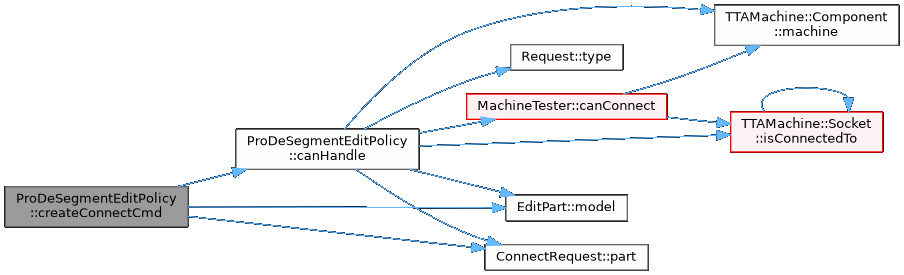 TTAMachine::Component
::machine
Request::type
MachineTester::canConnect
TTAMachine::Socket
::isConnectedTo
ProDeSegmentEditPolicy
::canHandle
ProDeSegmentEditPolicy
::createConnectCmd
EditPart::model
ConnectRequest::part